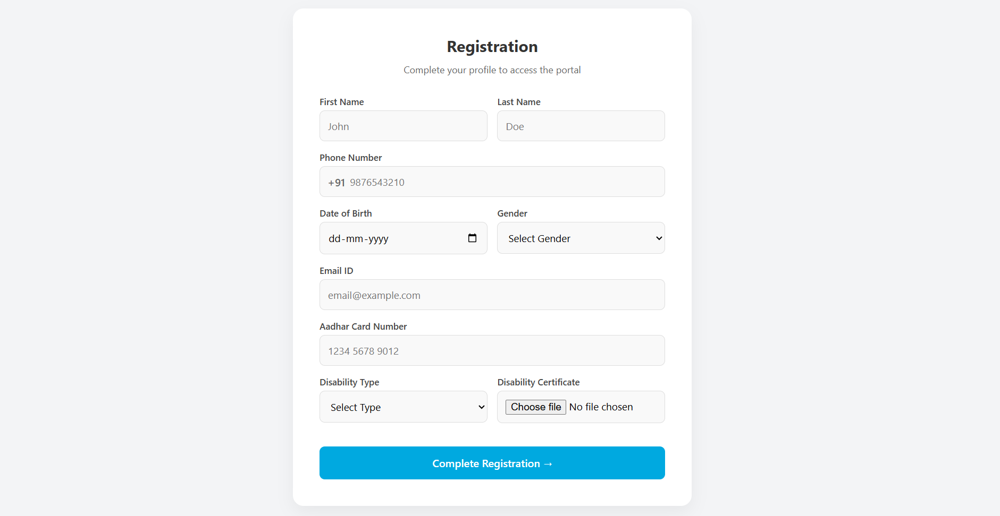 Registration
Complete your profile to access the portal
First Name Last Name
John Doe
Phone Number
+91 9876543210
Date of Birth Gender
dd-mm-yyyy Select Gender
Email ID
email@example.com
Aadhar Card Number
1234 5678 9012
Disability Type Disability Certificate
Select Type Choose file No file chosen
Complete Registration →